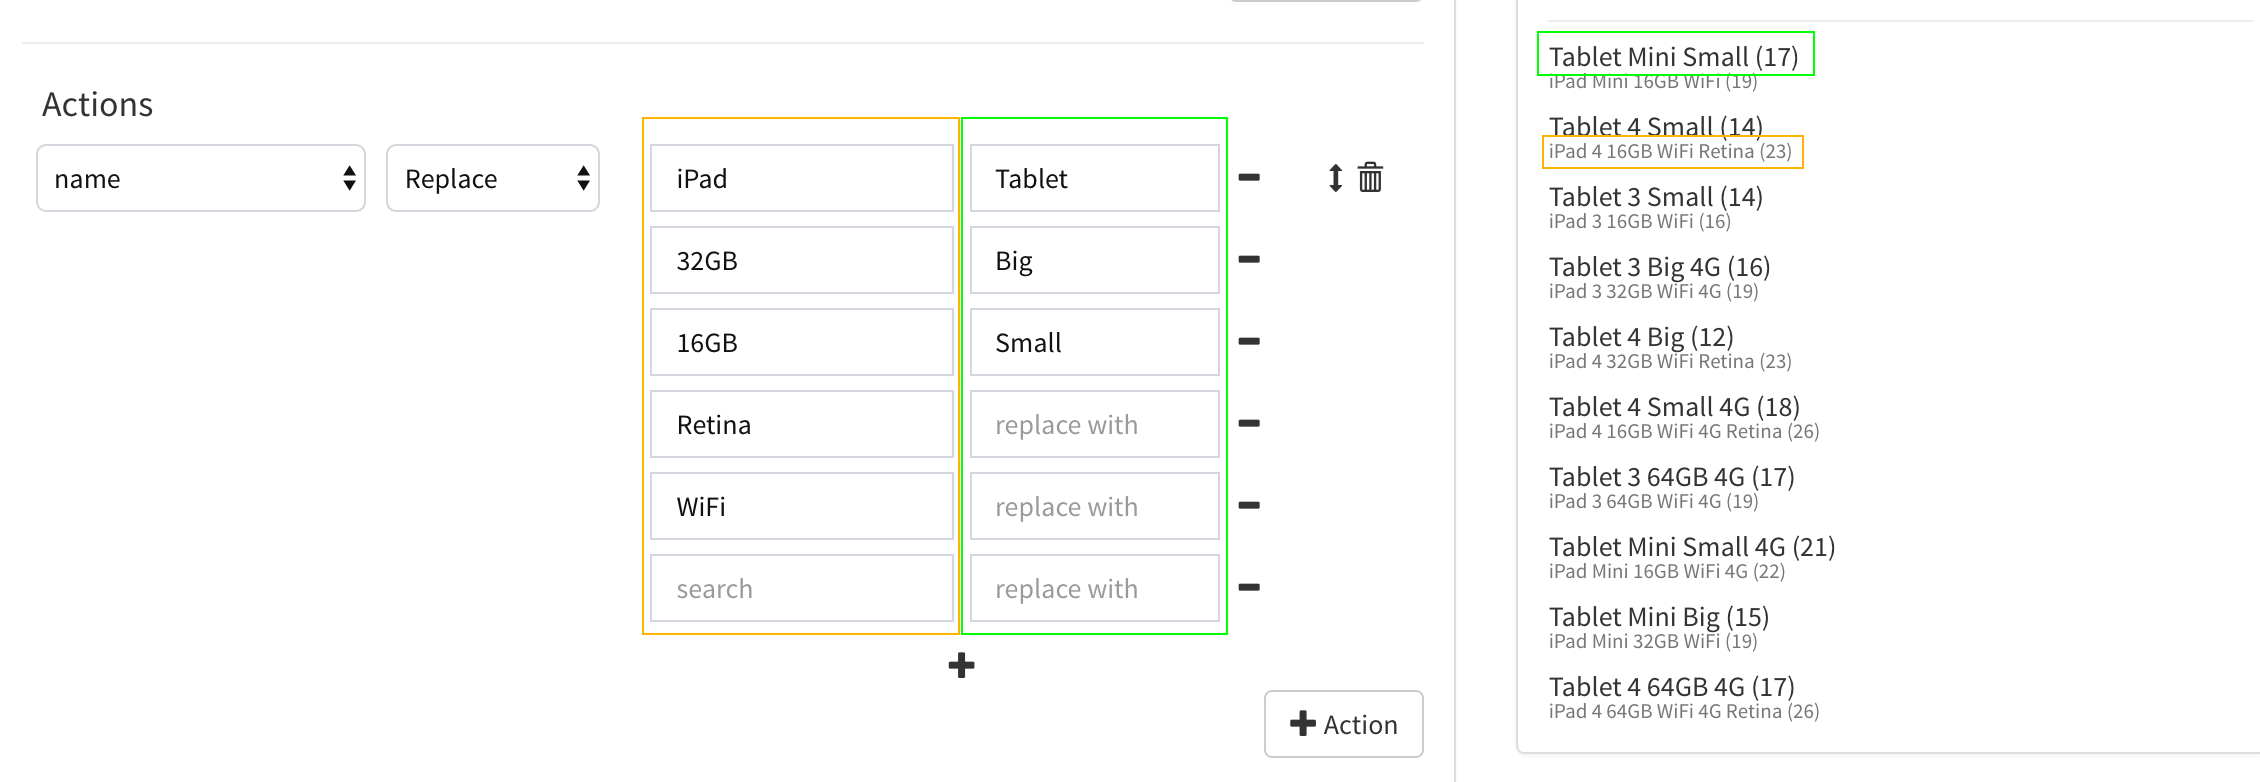 Actions
name
Replace
iPad
Tablet
32GB
Big
16GB
Small
Retina
replace with
WiFi
replace with
search
replace with
Action
Tablet Mini Small (17)
iPad Mini 16GB WiFi (19)
Tablet 4 Small (14)
iPad 4 16GB WiFi Retina (23)
Tablet 3 Small (14)
iPad 3 16GB WiFi (16)
Tablet 3 Big 4G (16)
iPad 3 32GB WiFi 4G (19)
Tablet 4 Big (12)
iPad 4 32GB WiFi Retina (23)
Tablet 4 Small 4G (18)
iPad 4 16GB WiFi 4G Retina (26)
Tablet 3 64GB 4G (17)
iPad 3 64GB WiFi 4G (19)
Tablet Mini Small 4G (21)
iPad Mini 16GB WiFi 4G (22)
Tablet Mini Big (15)
iPad Mini 32GB WiFi (19)
Tablet 4 64GB 4G (17)
iPad 4 64GB WiFi 4G Retina (26)